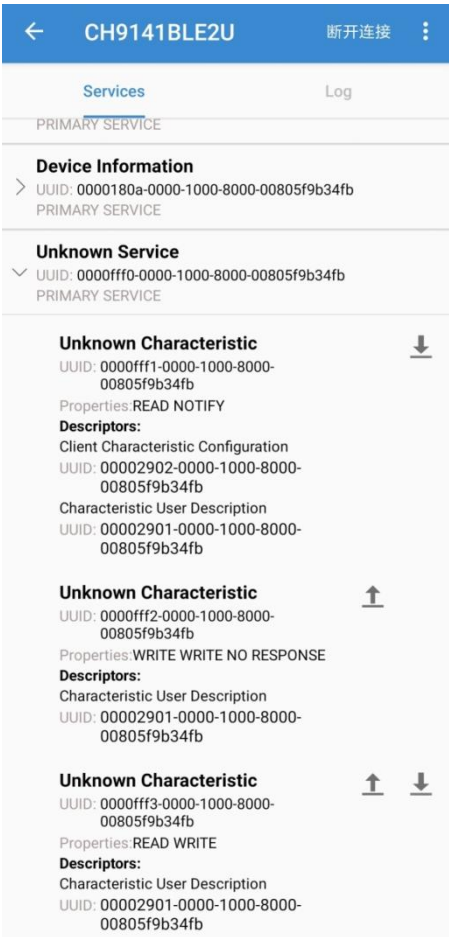 CH9141BLE2U 断开连接
Services Log
PRIMARY SERVICE
Device Information
UUID: 0000180a-0000-1000-8000-00805f9b34fb
PRIMARY SERVICE
Unknown Service
UUID: 0000fff0-0000-1000-8000-00805f9b34fb
PRIMARY SERVICE
Unknown Characteristic
UUID: 0000fff1-0000-1000-8000-
00805f9b34fb
Properties:READ NOTIFY
Descriptors:
Client Characteristic Configuration
UUID: 00002902-0000-1000-8000-
00805f9b34fb
Characteristic User Description
UUID: 00002901-0000-1000-8000-
00805f9b34fb
Unknown Characteristic
UUID: 0000fff2-0000-1000-8000-
00805f9b34fb
Properties:WRITE WRITE NO RESPONSE
Descriptors:
Characteristic User Description
UUID: 00002901-0000-1000-8000-
00805f9b34fb
Unknown Characteristic
UUID: 0000fff3-0000-1000-8000-
00805f9b34fb
Properties:READ WRITE
Descriptors:
Characteristic User Description
UUID: 00002901-0000-1000-8000-
00805f9b34fb